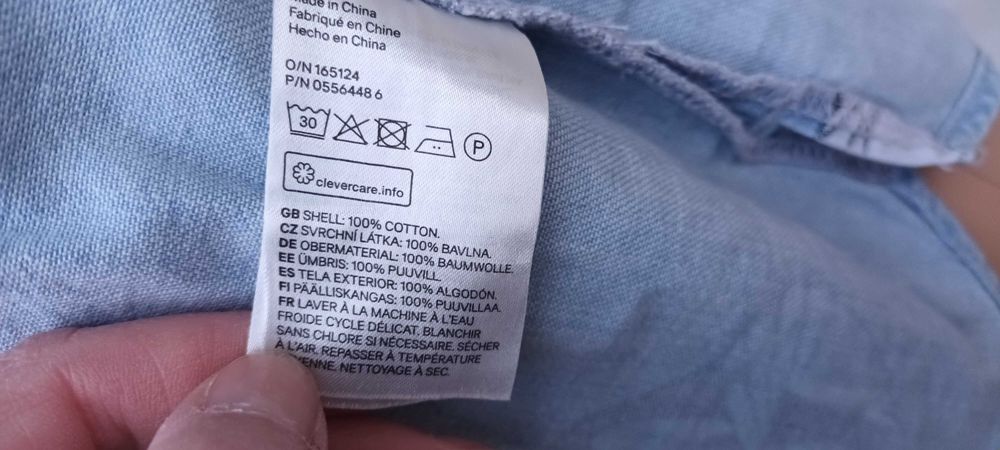 in China
Fabriqué en Chine
Hecho en China
O/N 165124
P/N 0556448 6
30
P
clevercare.info
GB SHELL: 100% COTTON.
CZ SVRCHNÍ LÁTKA: 100% BAVLNA.
DE OBERMATERIAL: 100% BAUMWOLLE.
EE ÜMBRIS: 100% PUUVILL.
ES TELA EXTERIOR: 100% ALGODÓN.
FI PÄÄLLISKANGAS: 100% PUUVILLAA.
FR LAVER À LA MACHINE À L'EAU
FROIDE CYCLE DÉLICAT. BLANCHIR
SANS CHLORE SI NÉCESSAIRE. SÉCHER
À L'AIR. REPASSER À TEMPÉRATURE
NETTOYAGE À SEC.